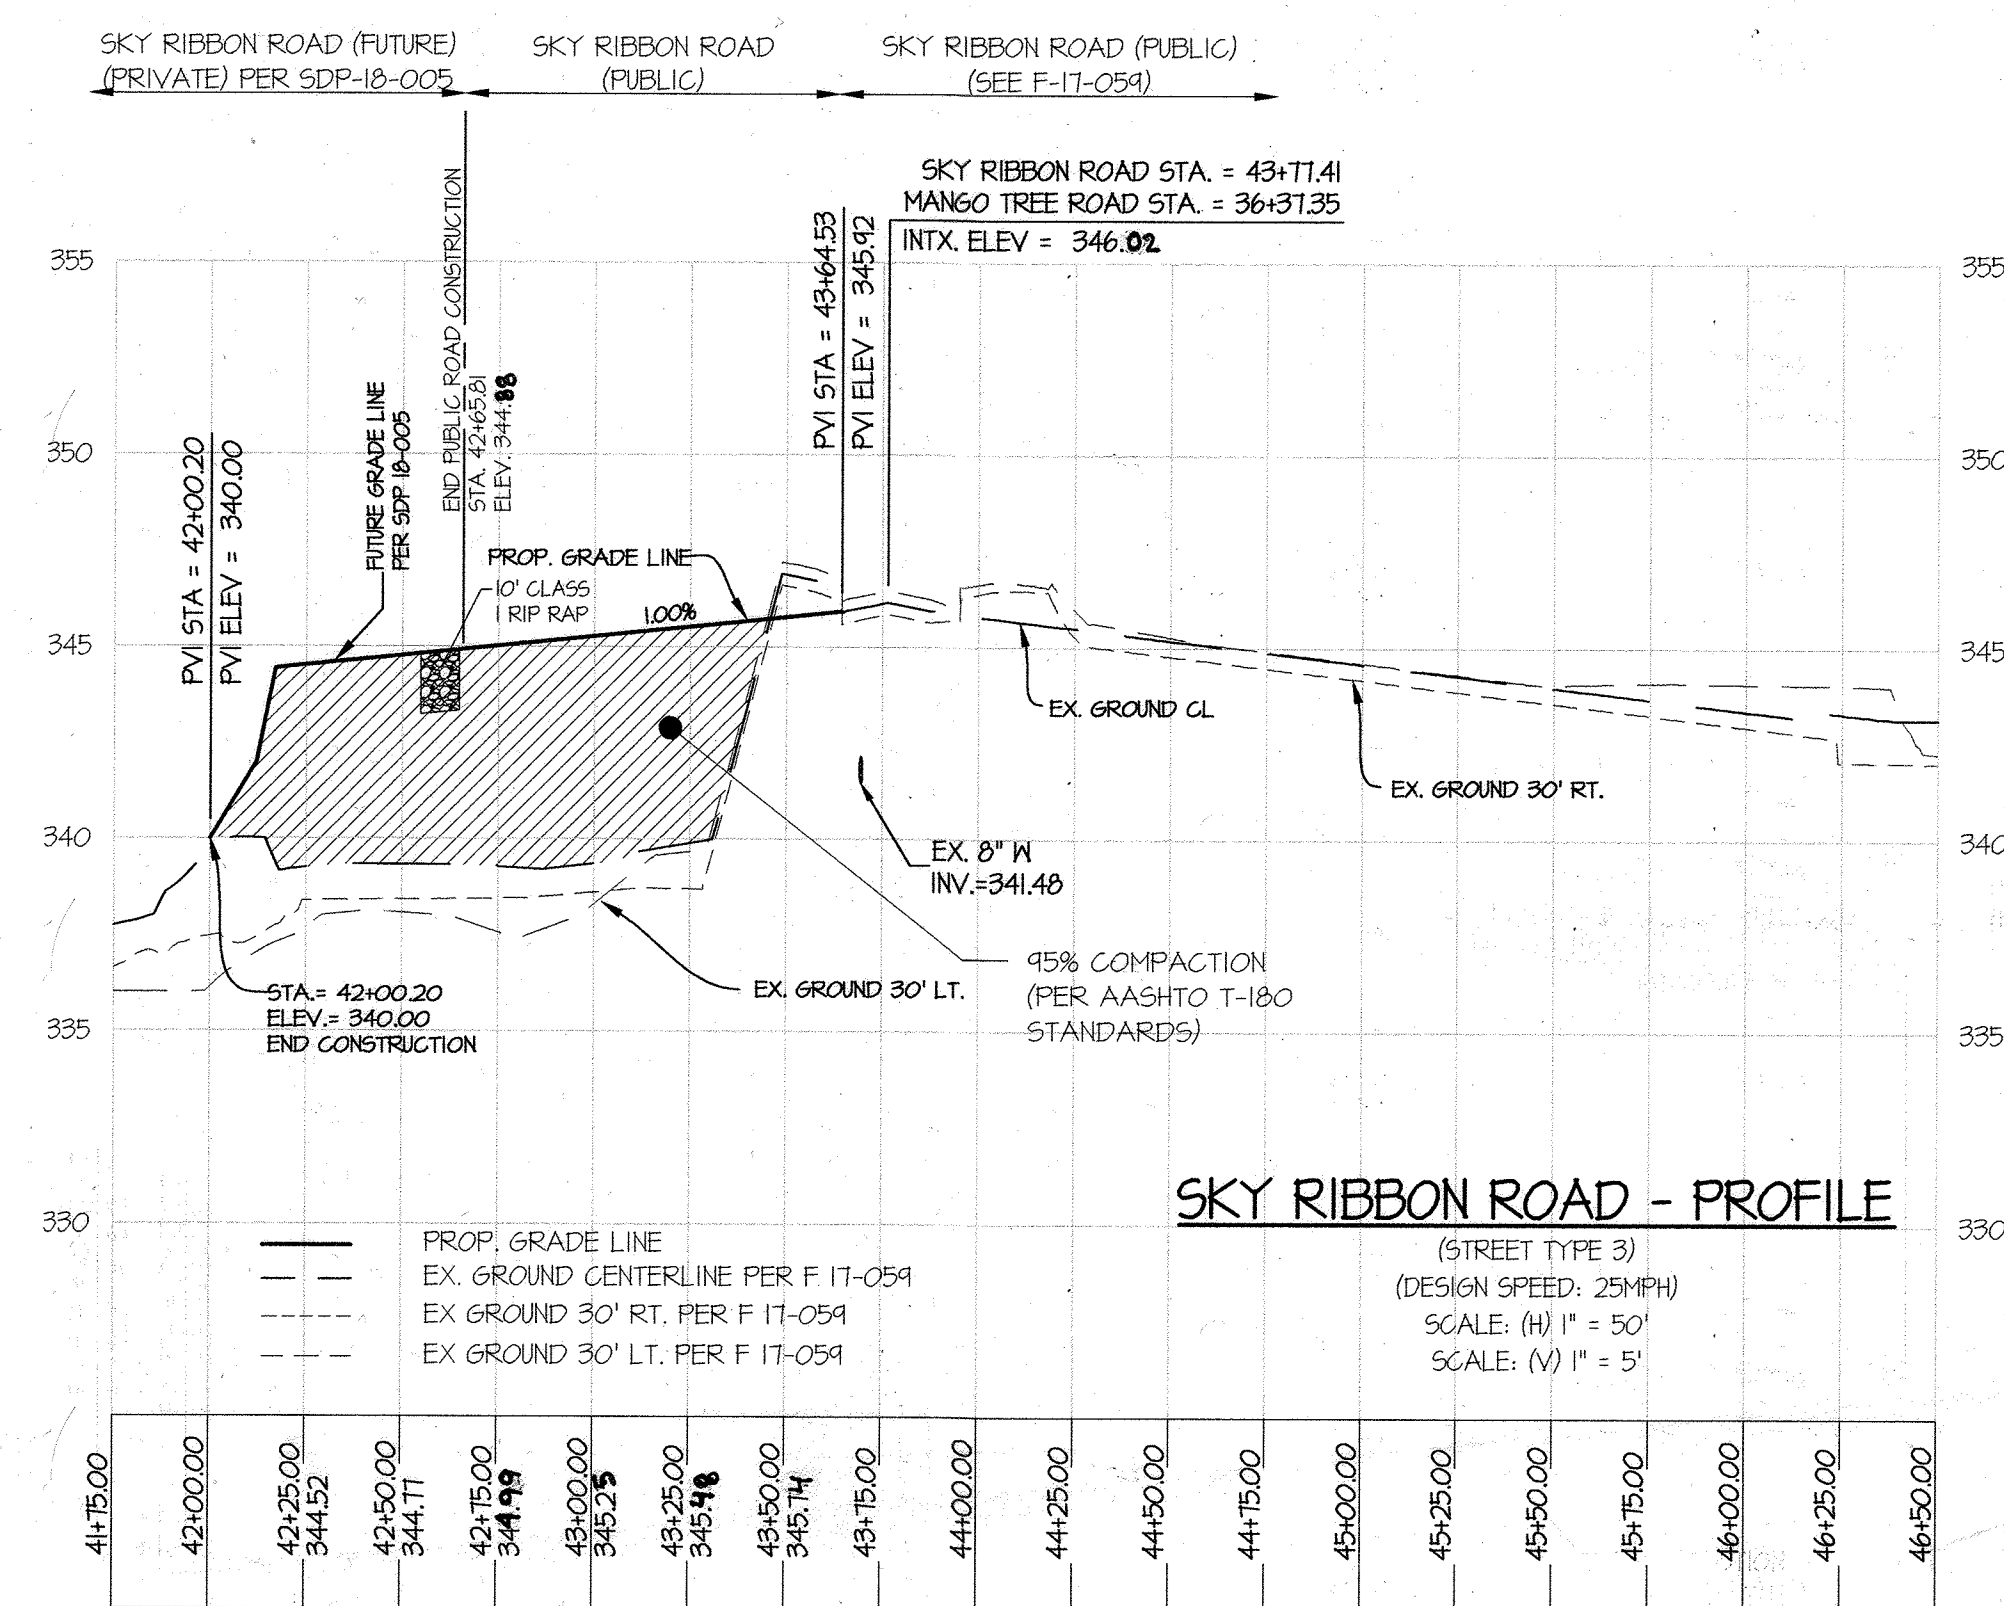 SKY RIBBON ROAD (FUTURE)
(PRIVATE) PER SDP-18-005
SKY RIBBON ROAD
(PUBLIC)
SKY RIBBON ROAD (PUBLIC)
(SEE F-17-059)
SKY RIBBON ROAD STA. = 43+77.41
MANGO TREE ROAD STA. = 36+37.35
INTX. ELEV = 346.02
PVI STA = 43+64.53
PVI ELEV = 345.92
END PUBLIC ROAD CONSTRUCTION
STA. 42+65.81
ELEV. 344.88
FUTURE GRADE LINE
PER SDP 18-005
PVI STA = 42+00.20
PVI ELEV = 340.00
355
350
345
340
335
330
355
350
345
340
335
330
PROP. GRADE LINE
10' CLASS
1 RIP RAP
1.00%
EX. GROUND CL
EX. GROUND 30' RT.
EX. 8" W
INV.=341.48
95% COMPACTION
(PER AASHTO T-180
STANDARDS)
EX. GROUND 30' LT.
STA.= 42+00.20
ELEV.= 340.00
END CONSTRUCTION
SKY RIBBON ROAD - PROFILE
(STREET TYPE 3)
(DESIGN SPEED: 25MPH)
SCALE: (H) 1" = 50'
SCALE: (V) 1" = 5'
PROP. GRADE LINE
EX. GROUND CENTERLINE PER F 17-059
EX GROUND 30' RT. PER F 17-059
EX GROUND 30' LT. PER F 17-059
41+75.00
42+00.00
42+25.00
344.52
42+50.00
344.77
42+75.00
344.99
43+00.00
345.25
43+25.00
345.48
43+50.00
345.74
43+75.00
44+00.00
44+25.00
44+50.00
44+75.00
45+00.00
45+25.00
45+50.00
45+75.00
46+00.00
46+25.00
46+50.00